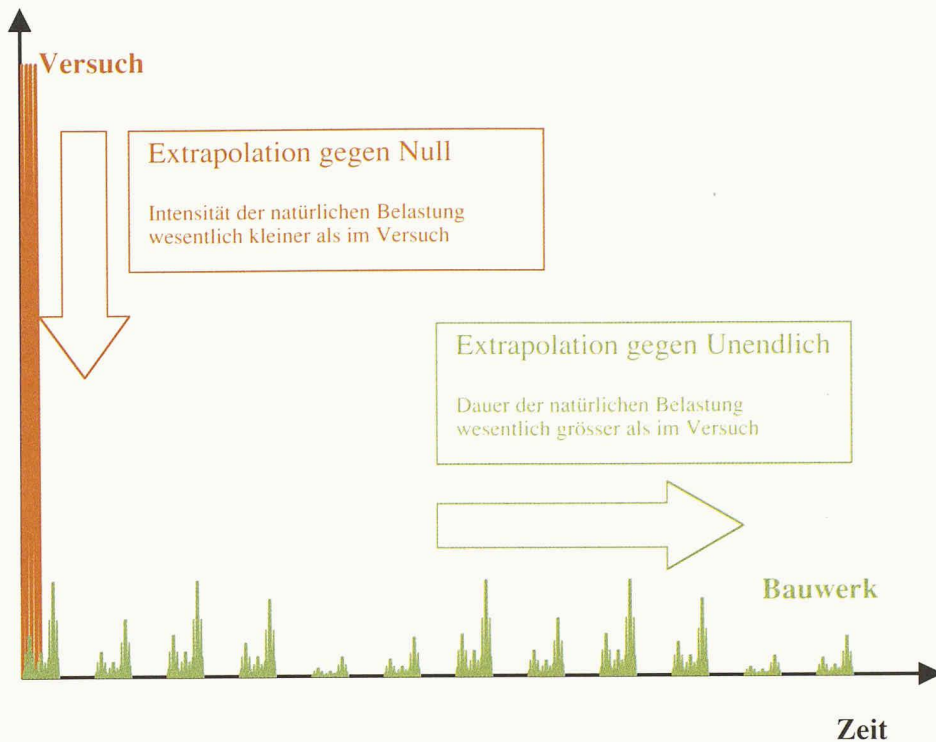 Versuch
Extrapolation gegen Null
Intensität der natürlichen Belastung
wesentlich kleiner als im Versuch
Extrapolation gegen Unendlich
Dauer der natürlichen Belastung
wesentlich grösser als im Versuch
Bauwerk
Zeit